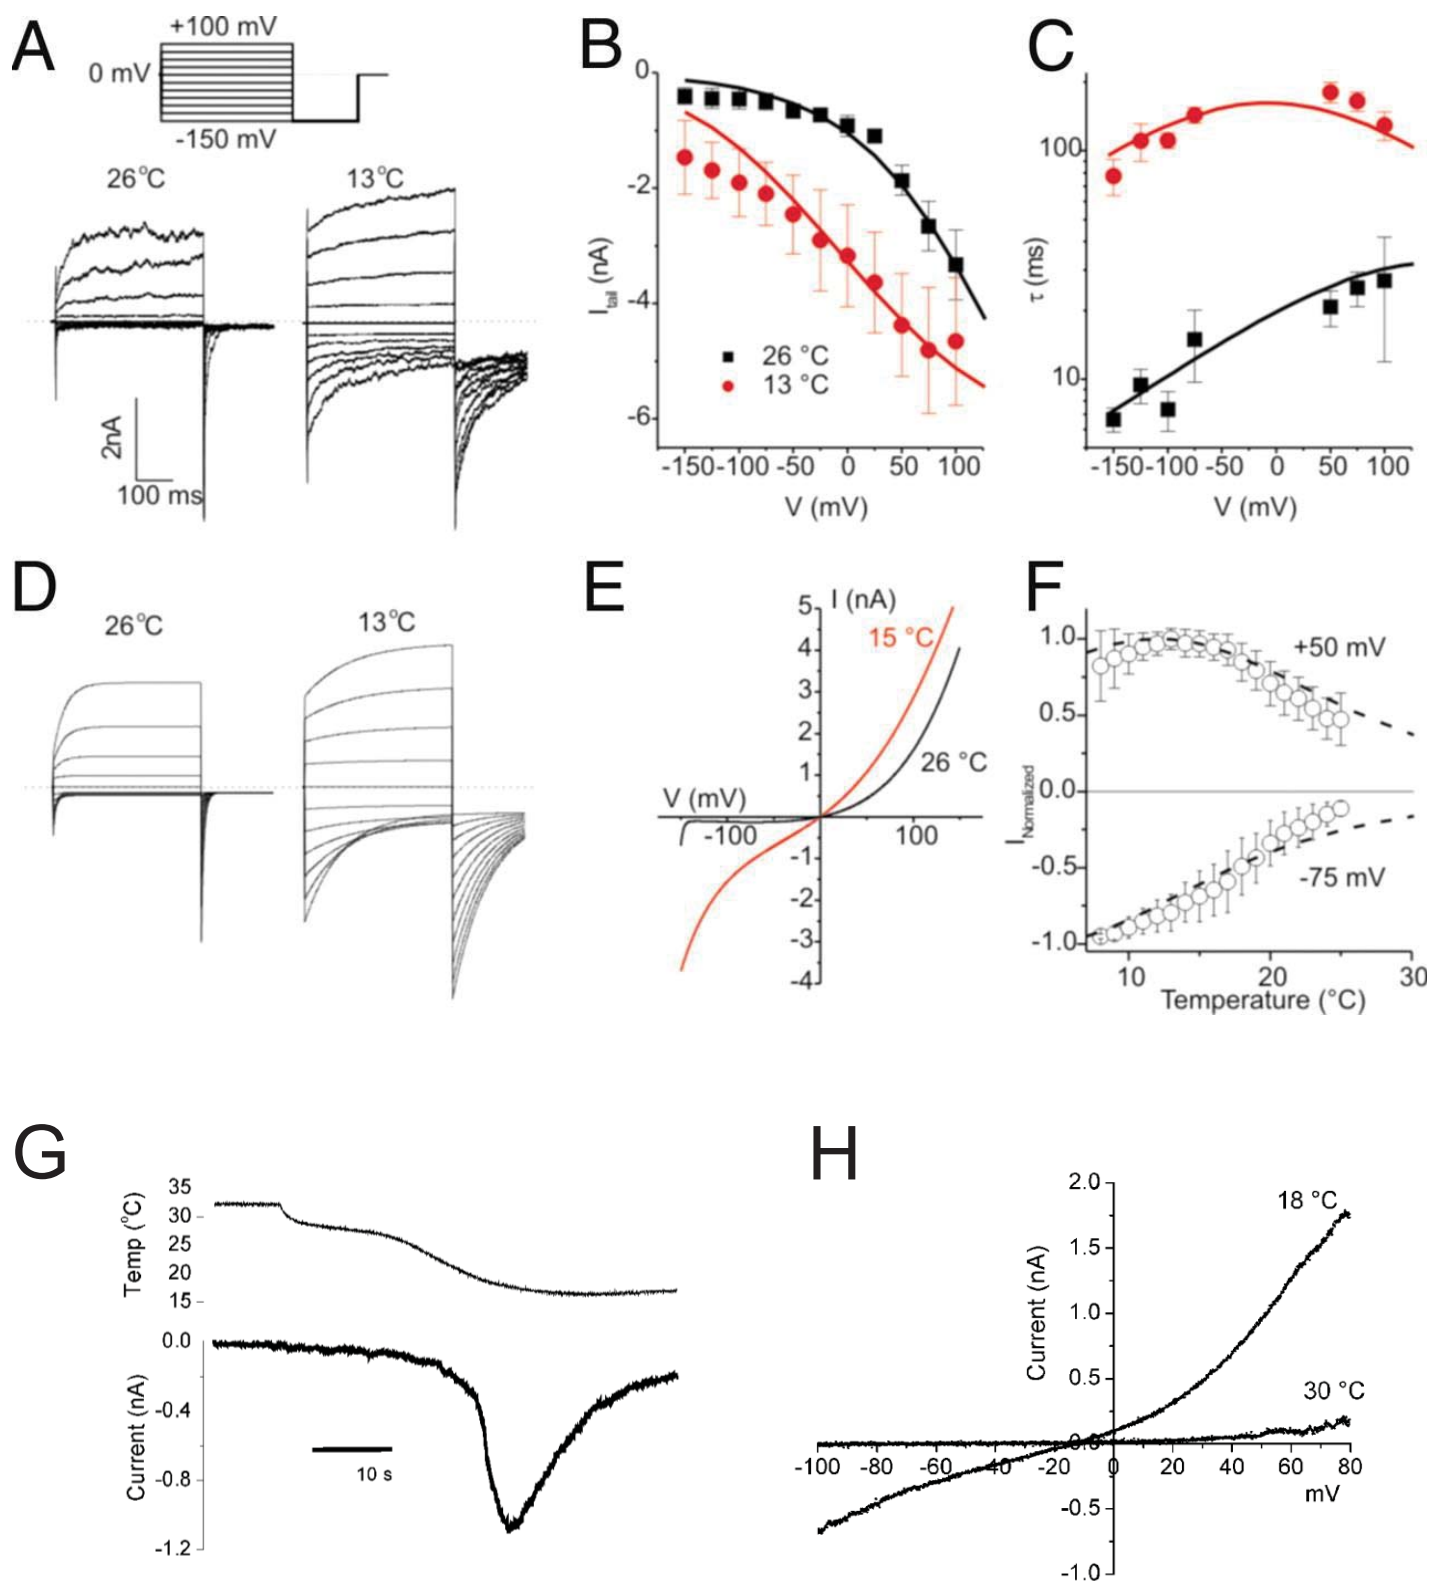 A
+100 mV
0 mV
-150 mV
26°C
13°C
2nA
100 ms
B
0
-2
-4
-6
I tail (nA)
26 °C
13 °C
-150 -100 -50 0 50 100
V (mV)
C
100
10
τ (ms)
-150 -100 -50 0 50 100
V (mV)
D
26°C
13°C
E
I (nA)
5
4
3
2
1
-1
-2
-3
-4
15 °C
26 °C
V (mV)
-100
100
F
1.0
0.5
0.0
-0.5
-1.0
I Normalized
+50 mV
-75 mV
10 20 30
Temperature (°C)
G
Temp (°C)
35
30
25
20
15
Current (nA)
0.0
-0.4
-0.8
-1.2
10 s
H
Current (nA)
2.0
1.5
1.0
0.5
0.0
-0.5
-1.0
18 °C
30 °C
-100 -80 -60 -40 -20 0 20 40 60 80
mV